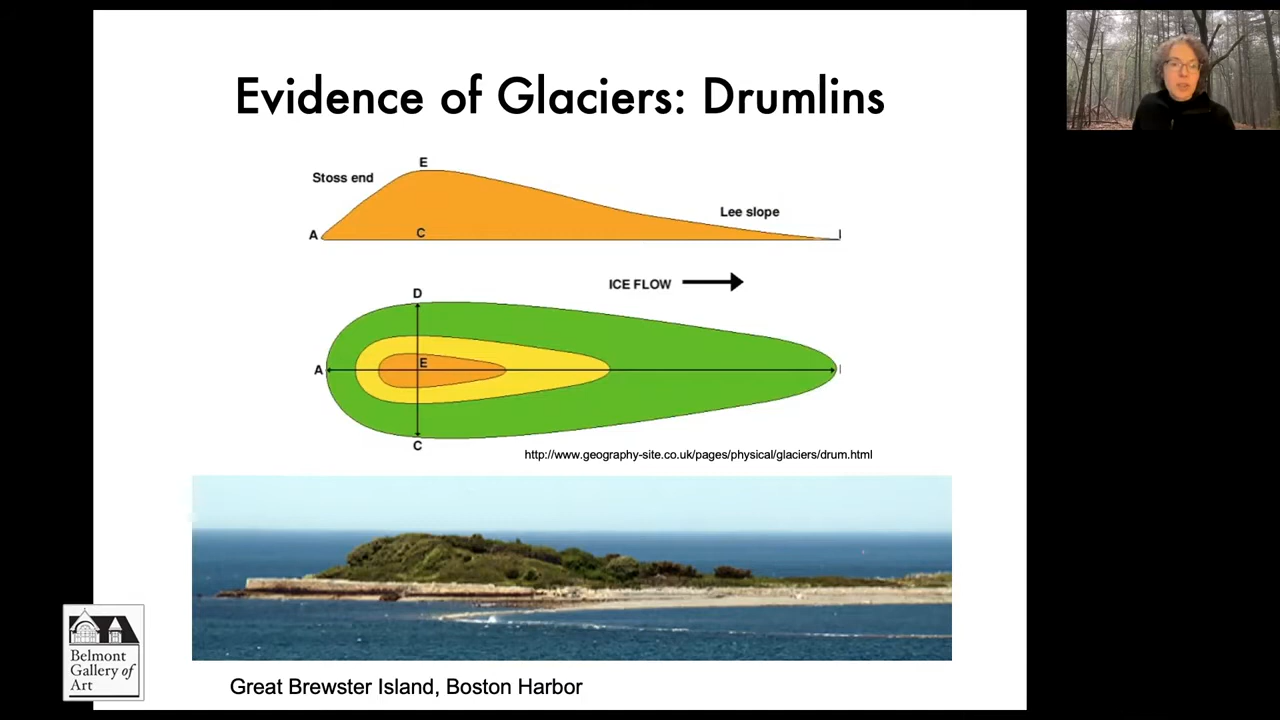 Evidence of Glaciers: Drumlins
E
Stoss end
Lee slope
A
C
ICE FLOW
D
E
A
C
http://www.geography-site.co.uk/pages/physical/glaciers/drum.html
Belmont
Gallery of
Art
Great Brewster Island, Boston Harbor